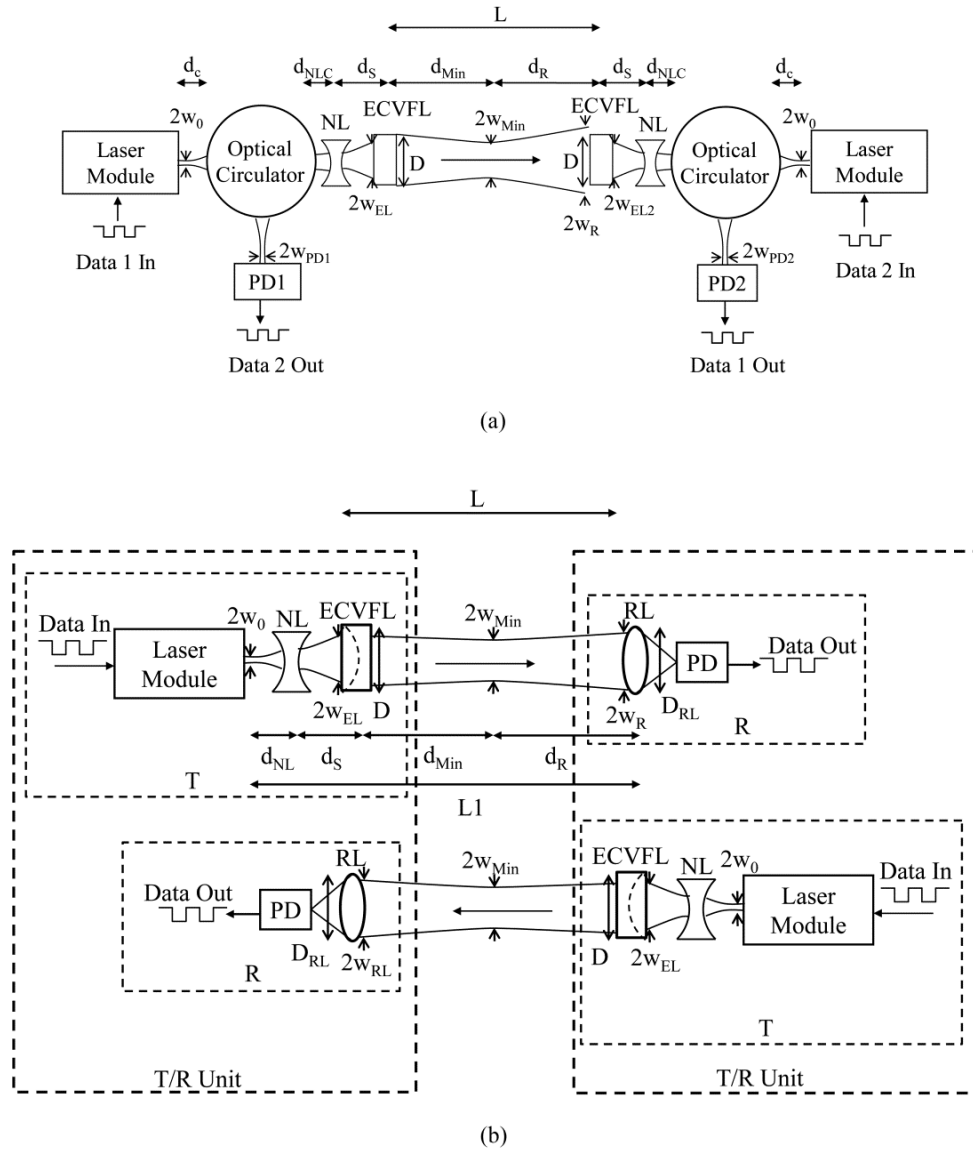 (a)
L
d_c d_NLC d_S d_Min d_R d_S d_NLC d_c
ECVFL ECVFL
2w_0 NL 2w_Min NL 2w_0
Laser Module
Optical Circulator
D
D
Optical Circulator
Laser Module
2w_EL 2w_EL2
2w_R
Data 1 In
2w_PD1
2w_PD2
Data 2 In
PD1
PD2
Data 2 Out
Data 1 Out
(a)
L
Data In
Laser Module
2w_0
NL
ECVFL
2w_EL
D
2w_Min
RL
2w_R
D_RL
PD
Data Out
R
d_NL d_S d_Min d_R
T
L1
Data Out
PD
RL
D_RL
2w_RL
R
2w_Min
ECVFL
D
2w_EL
NL
2w_0
Laser Module
Data In
T
T/R Unit
T/R Unit
(b)